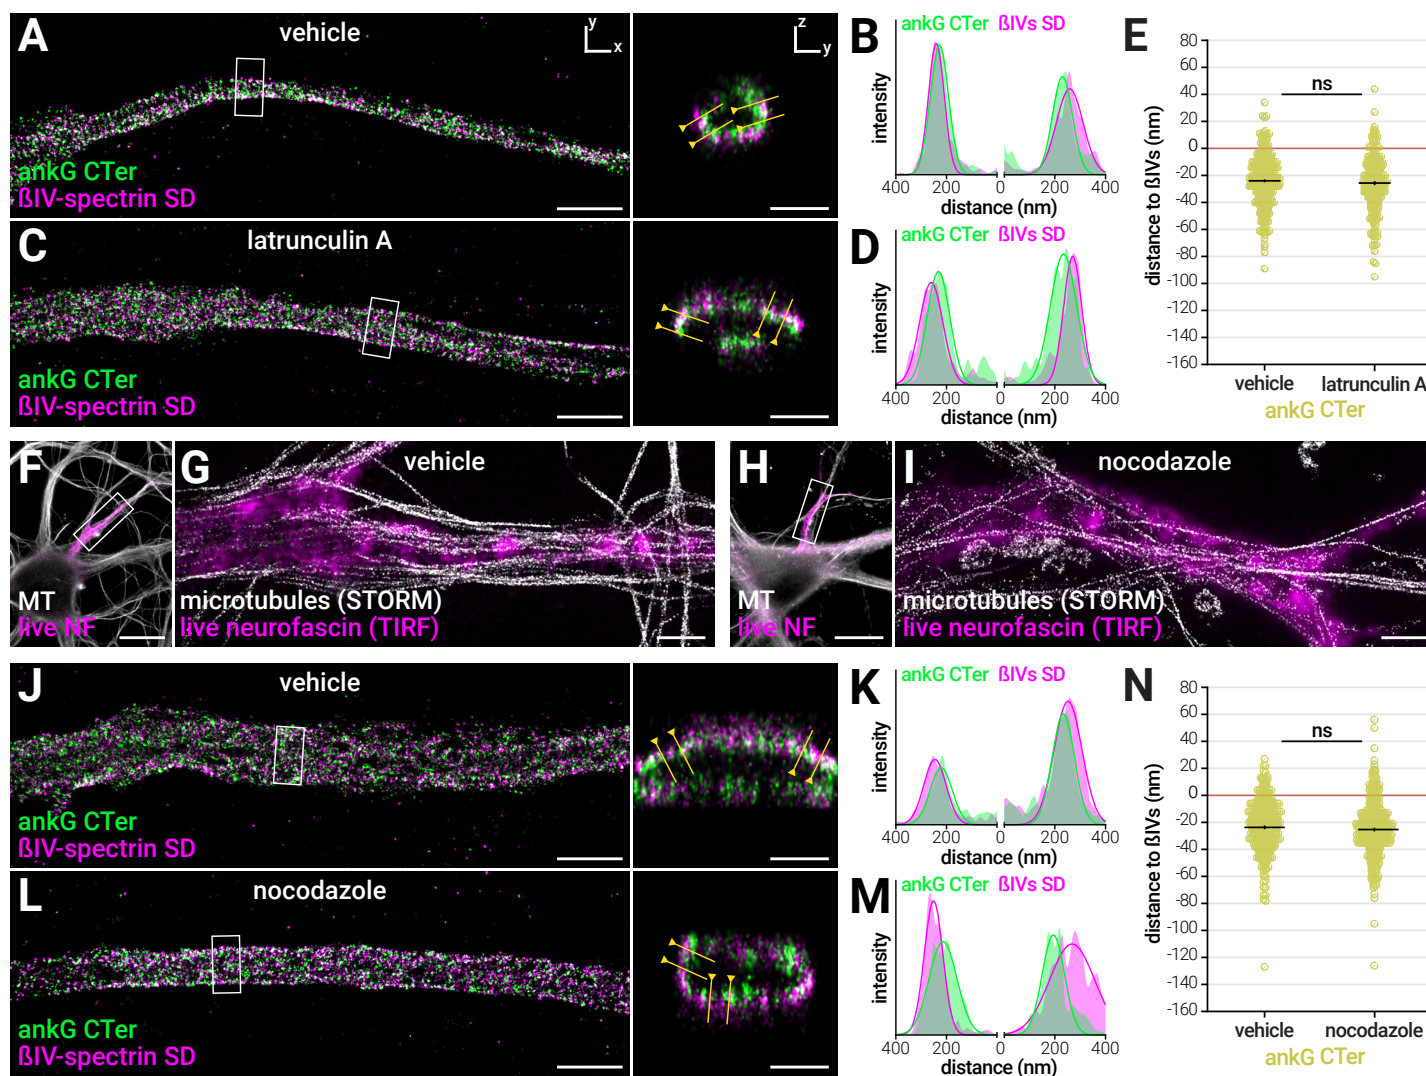 A
vehicle
y
x
z
y
ankG CTer
ßIV-spectrin SD
B
ankG CTer ßIVs SD
intensity
400 200 0 200 400
distance (nm)
C
latrunculin A
ankG CTer
ßIV-spectrin SD
D
ankG CTer ßIVs SD
intensity
400 200 0 200 400
distance (nm)
E
80
60
40
20
0
-20
-40
-60
-80
-100
-120
-140
-160
distance to ßIVs (nm)
ns
vehicle latrunculin A
ankG CTer
F
MT
live NF
G
vehicle
microtubules (STORM)
live neurofascin (TIRF)
H
MT
live NF
I
nocodazole
microtubules (STORM)
live neurofascin (TIRF)
J
vehicle
ankG CTer
ßIV-spectrin SD
K
ankG CTer ßIVs SD
intensity
400 200 0 200 400
distance (nm)
L
nocodazole
ankG CTer
ßIV-spectrin SD
M
ankG CTer ßIVs SD
intensity
400 200 0 200 400
distance (nm)
N
80
60
40
20
0
-20
-40
-60
-80
-100
-120
-140
-160
distance to ßIVs (nm)
ns
vehicle nocodazole
ankG CTer